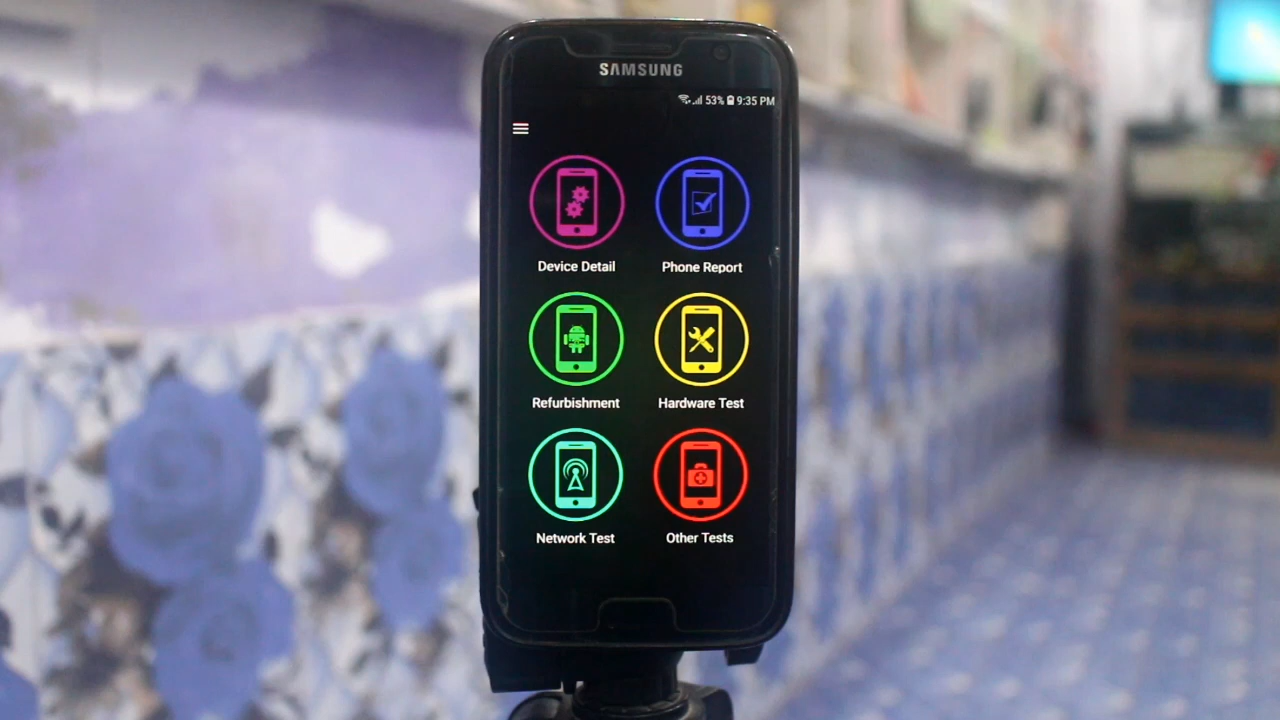 SAMSUNG
53% 9:35 PM
Device Detail
Phone Report
Refurbishment
Hardware Test
Network Test
Other Tests